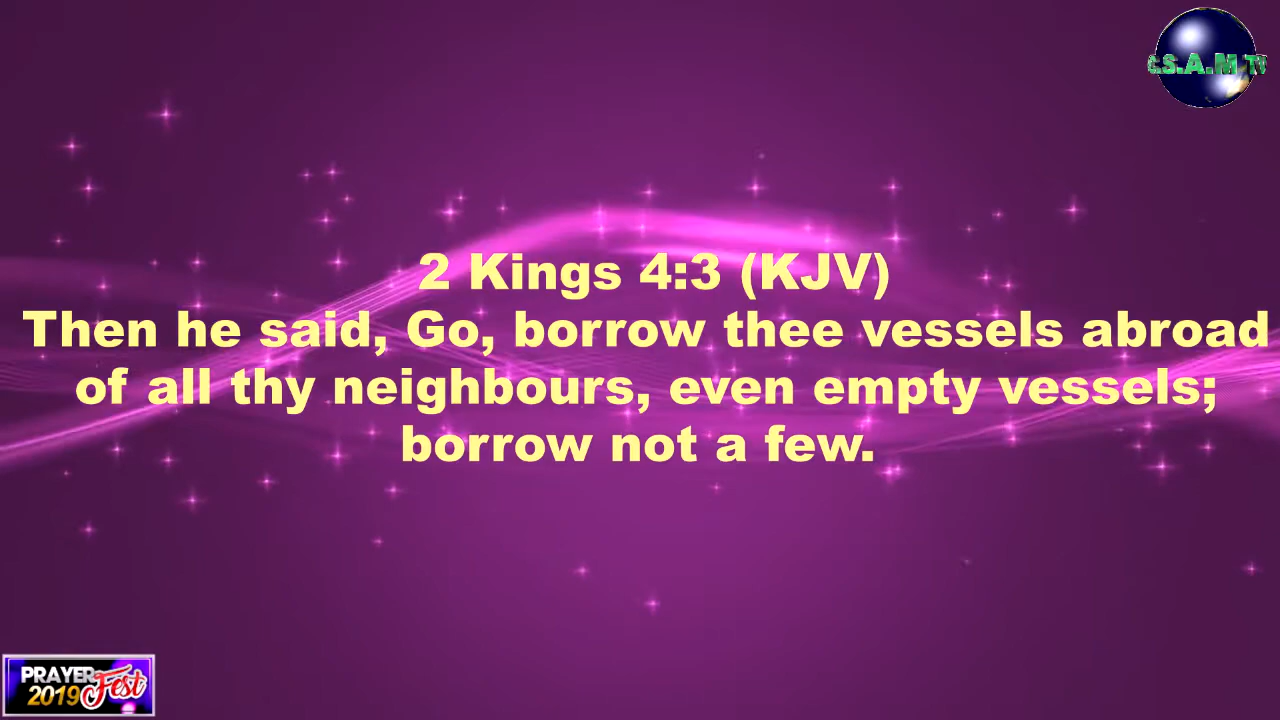 C.S.A.M TV
2 Kings 4:3 (KJV)
Then he said, Go, borrow thee vessels abroad
of all thy neighbours, even empty vessels;
borrow not a few.
PRAYER
2019 Fest